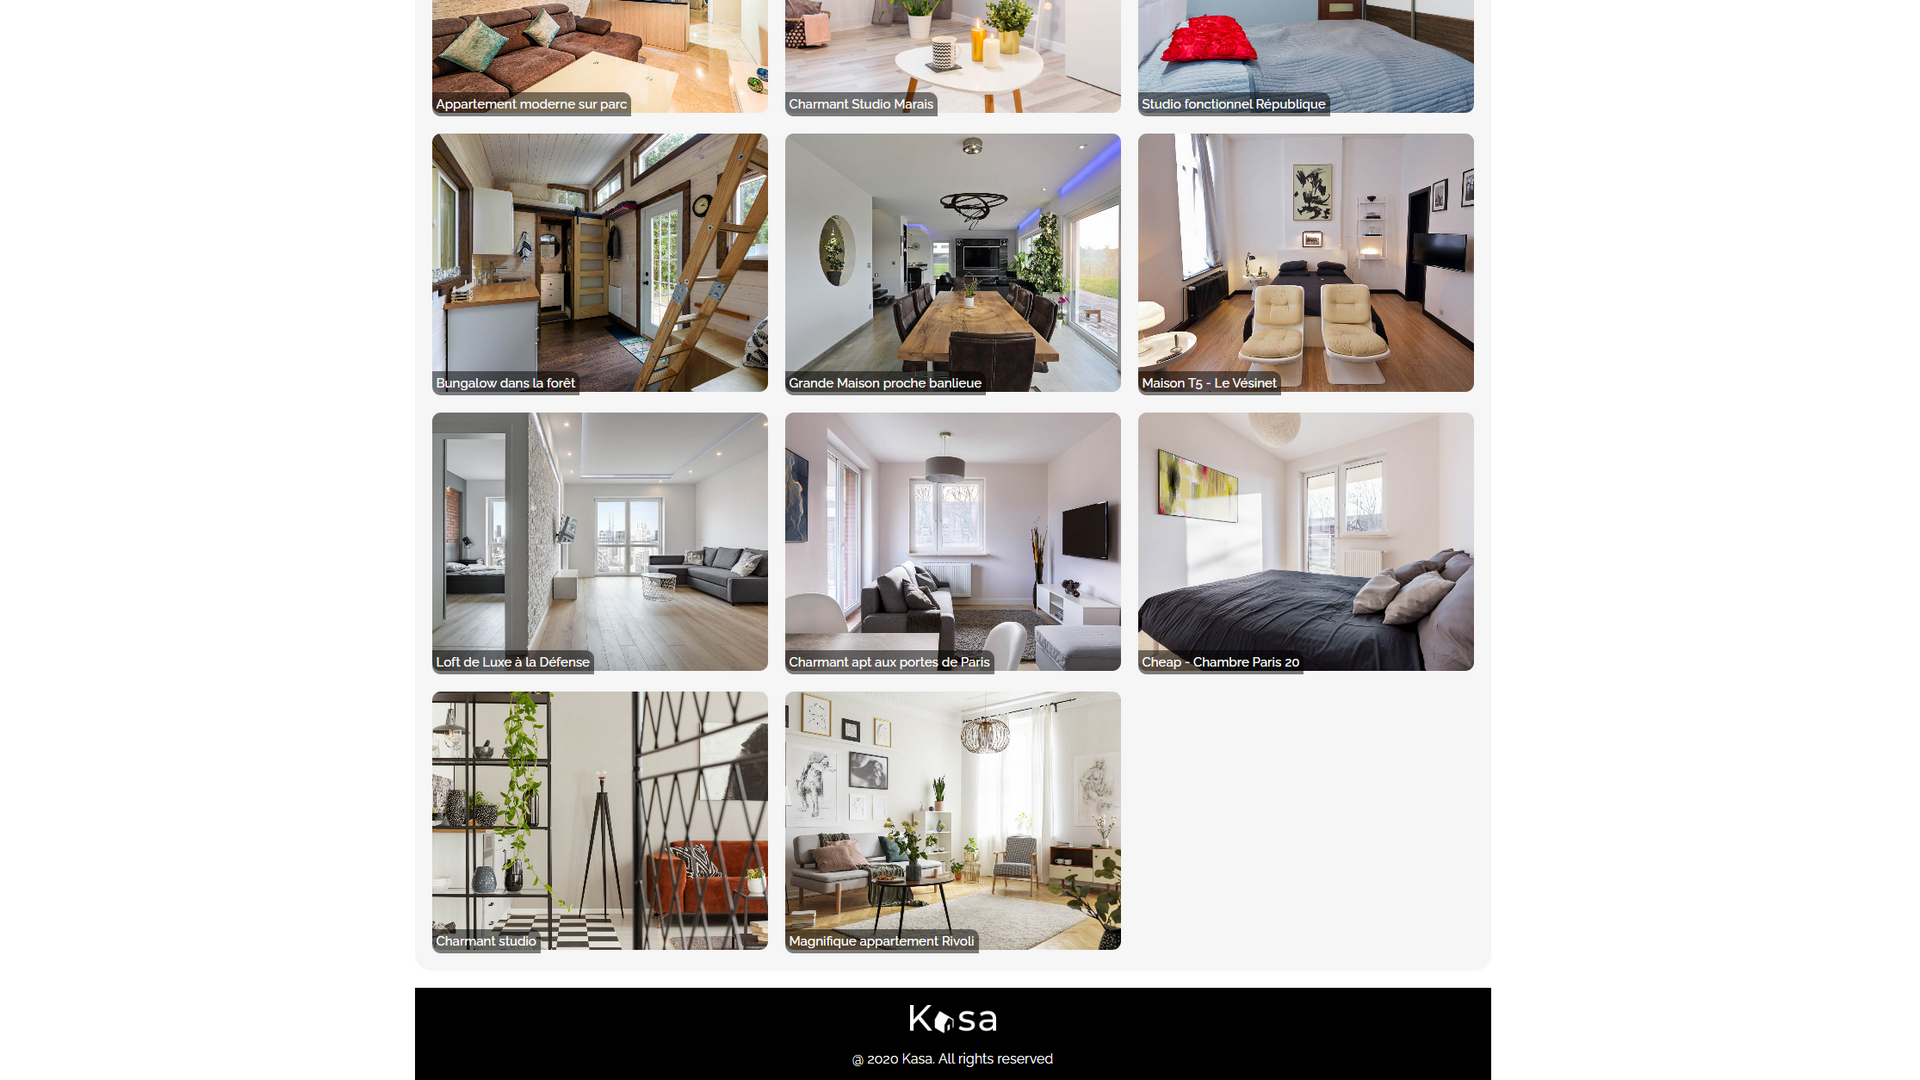 Appartement moderne sur parc
Charmant Studio Marais
Studio fonctionnel République
Bungalow dans la forêt
Grande Maison proche banlieue
Maison T5 - Le Vésinet
Loft de Luxe à la Défense
Charmant apt aux portes de Paris
Cheap - Chambre Paris 20
Charmant studio
Magnifique appartement Rivoli
Kasa
@ 2020 Kasa. All rights reserved